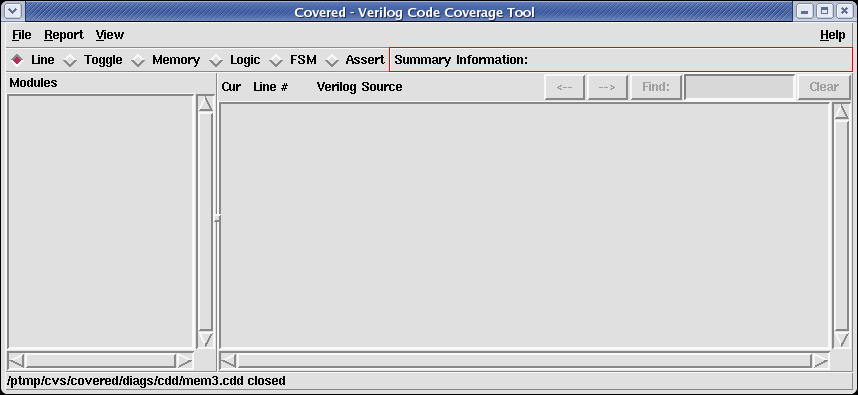 Covered - Verilog Code Coverage Tool
File Report View Help
Line Toggle Memory Logic FSM Assert Summary Information:
Modules
Cur Line # Verilog Source <-- --> Find: Clear
/ptmp/cvs/covered/diags/cdd/mem3.cdd closed